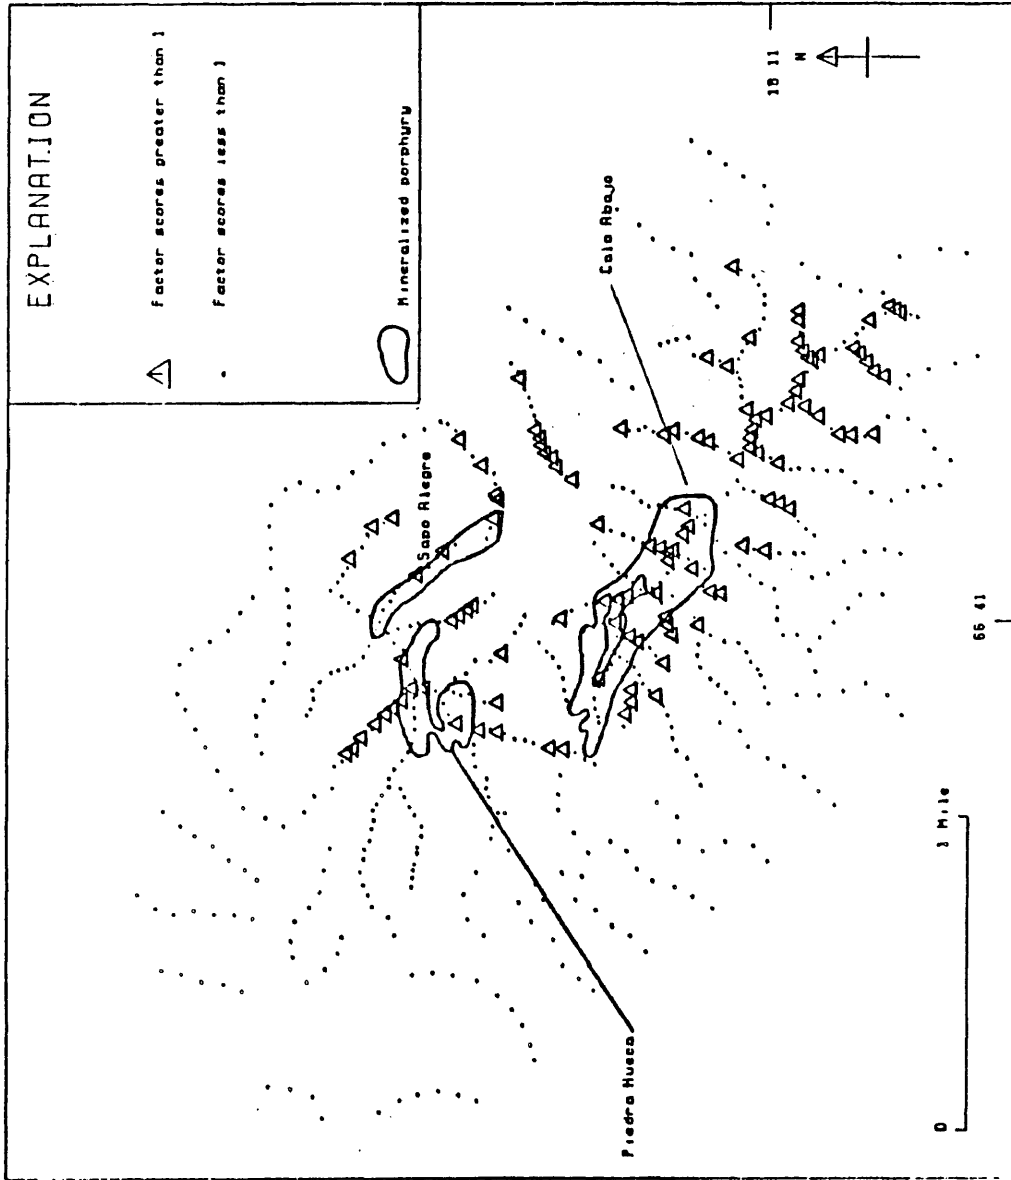 EXPLANATION
Factor scores greater than 1
Factor scores less than 1
Mineralized porphyry
Sapo Alegre
Cala Abajo
Piedra Hueca
18 11
N
66 41
0
1 Mile